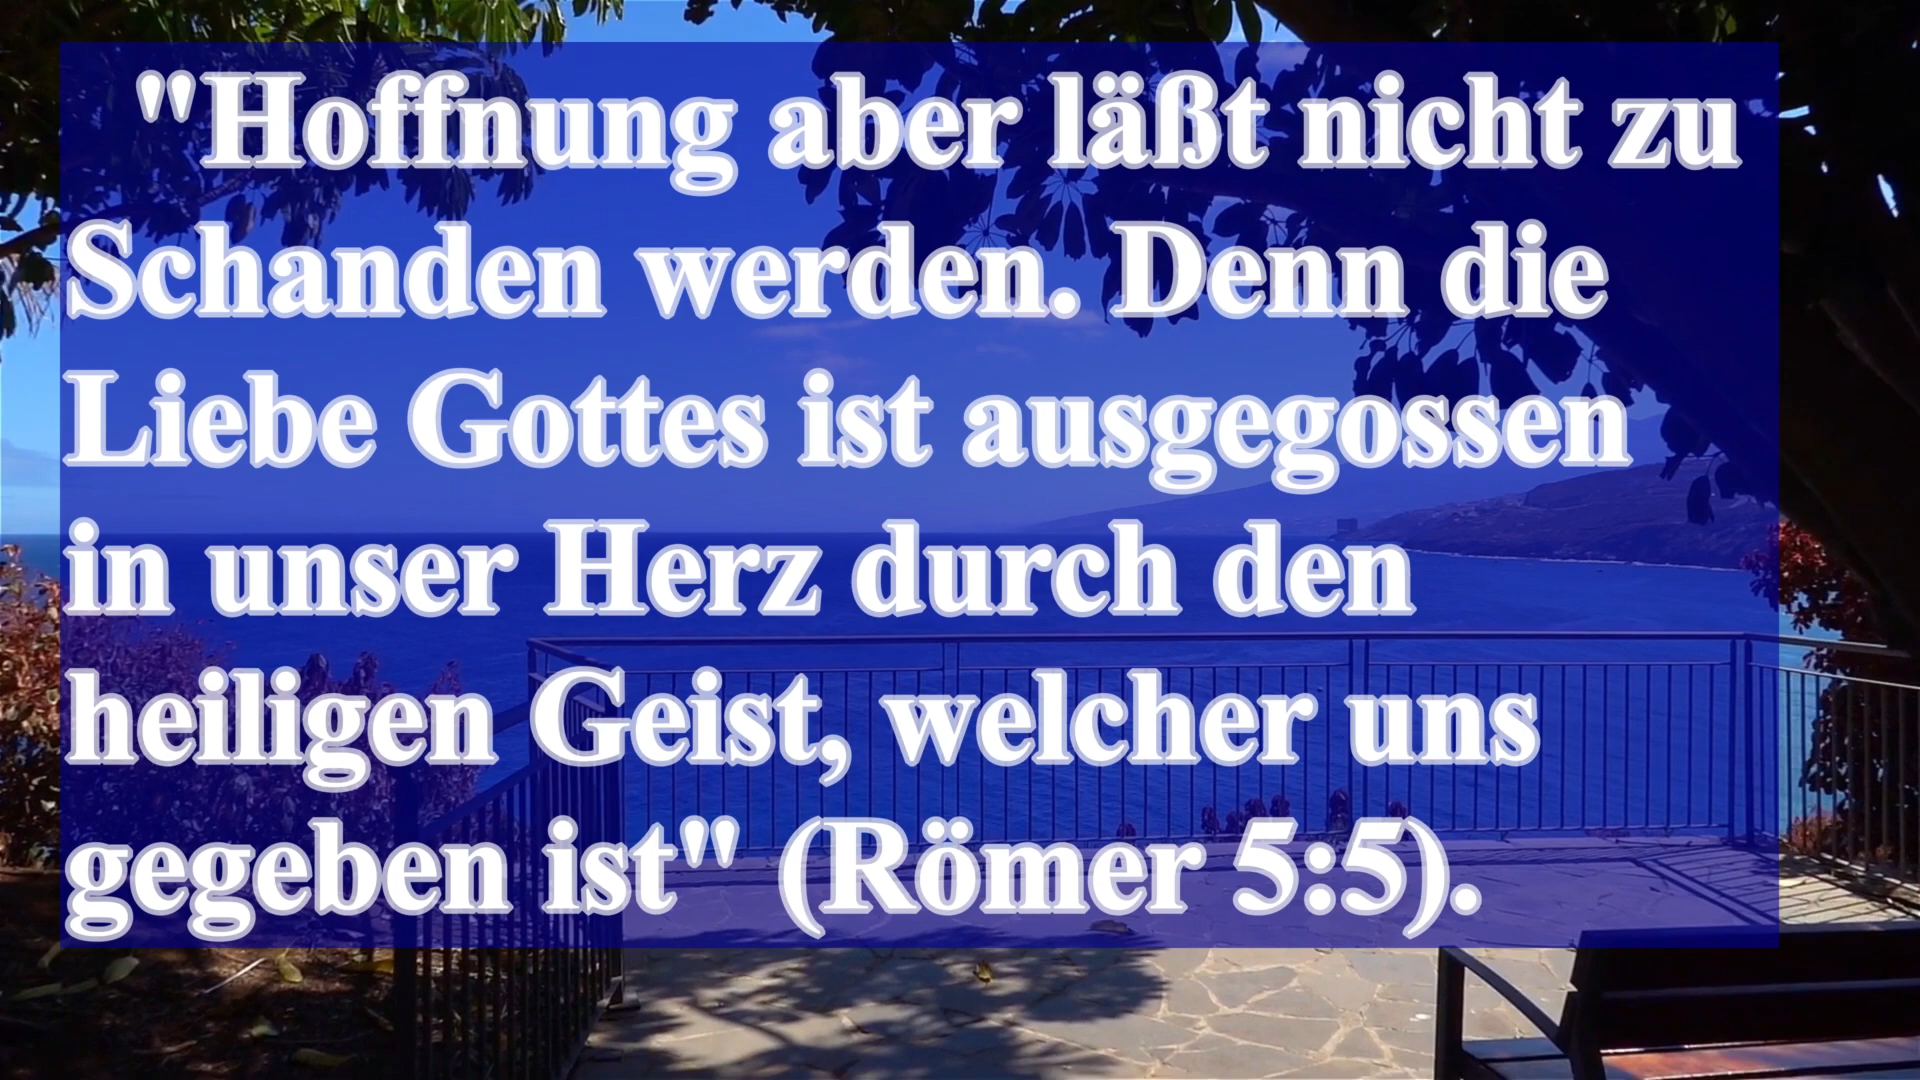 "Hoffnung aber läßt nicht zu
Schanden werden. Denn die
Liebe Gottes ist ausgegossen
in unser Herz durch den
heiligen Geist, welcher uns
gegeben ist" (Römer 5:5).